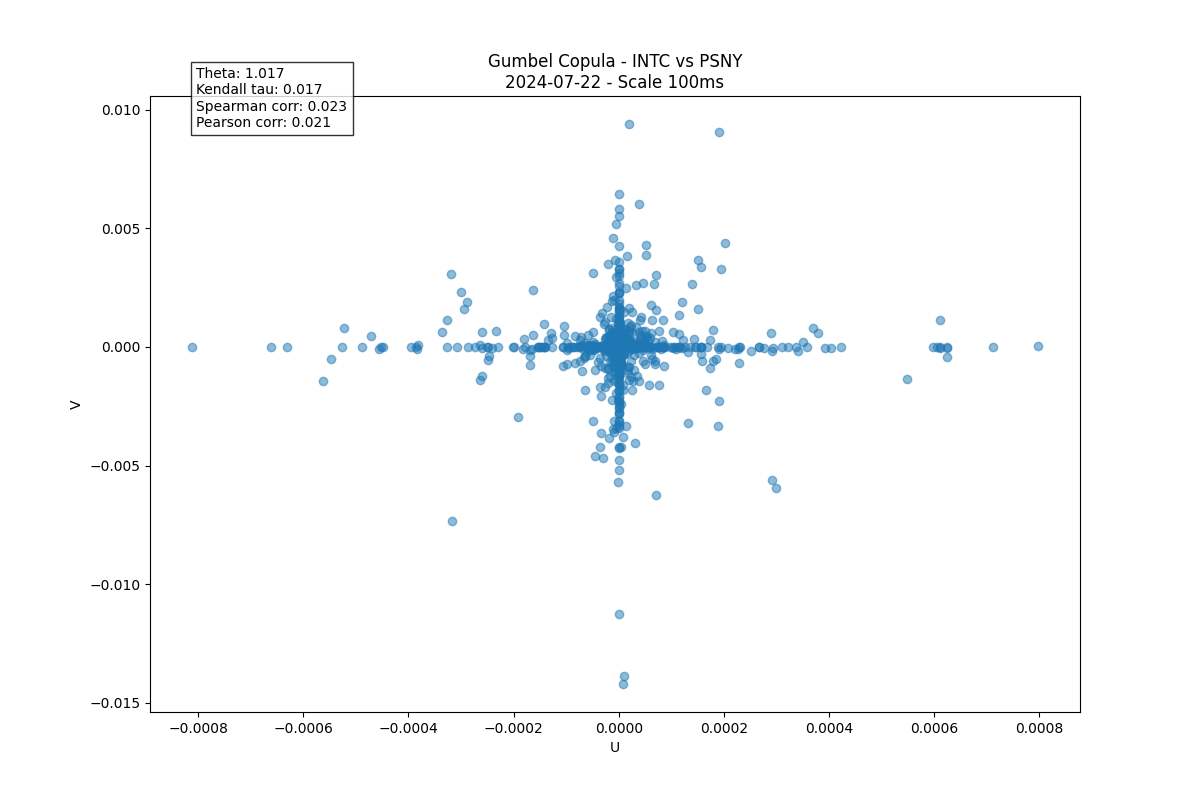 Gumbel Copula - INTC vs PSNY
2024-07-22 - Scale 100ms
Theta: 1.017
Kendall tau: 0.017
Spearman corr: 0.023
Pearson corr: 0.021
0.010
0.005
0.000
−0.005
−0.010
−0.015
V
−0.0008
−0.0006
−0.0004
−0.0002
0.0000
0.0002
0.0004
0.0006
0.0008
U